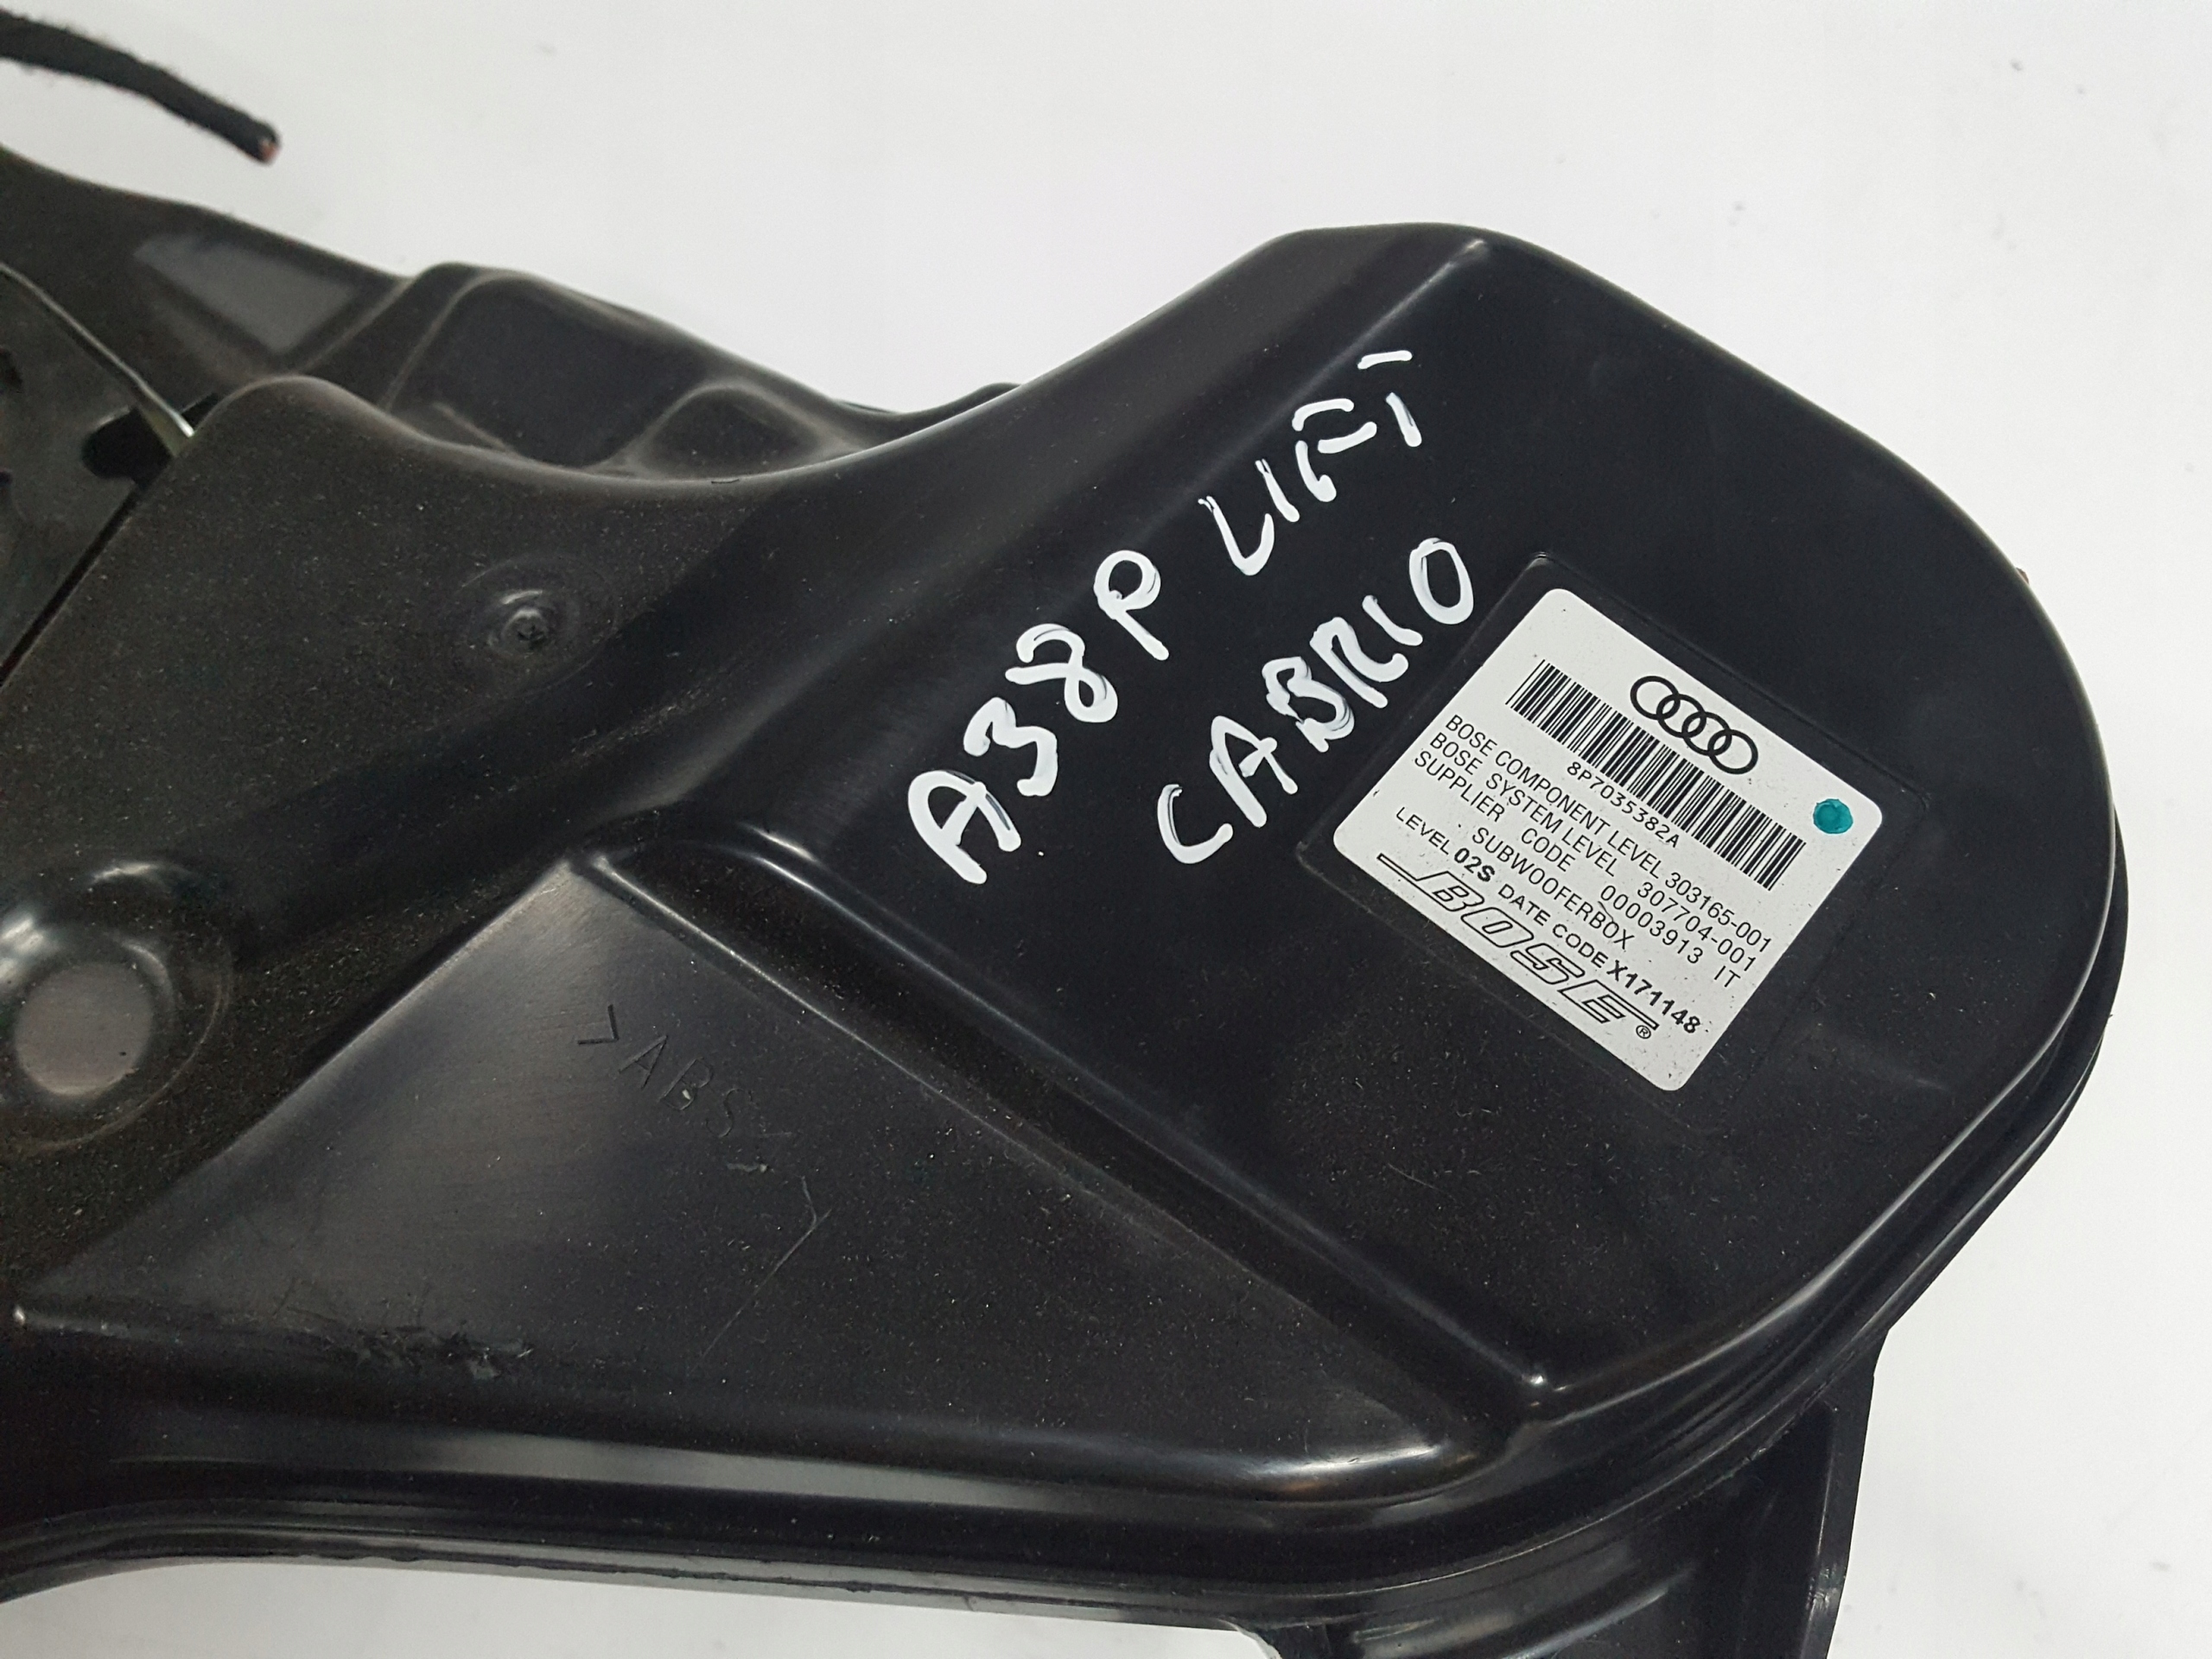 A38P LIFT
CABRIO
8P7035382A
BOSE COMPONENT LEVEL 303165-001
BOSE SYSTEM LEVEL 307704-001
SUPPLIER CODE 00003913 IT
SUBWOOFERBOX
LEVEL 02S DATE CODE X171148
BOSE®
>ABS<